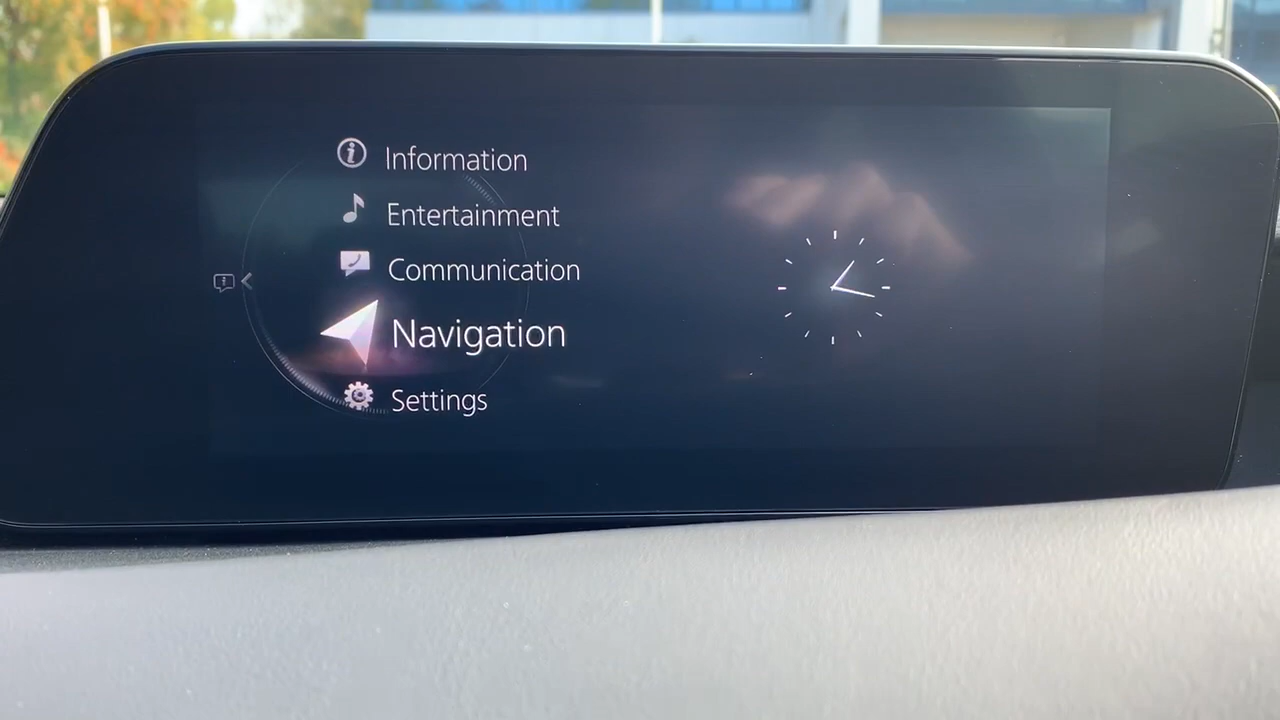 Information
Entertainment
Communication
Navigation
Settings